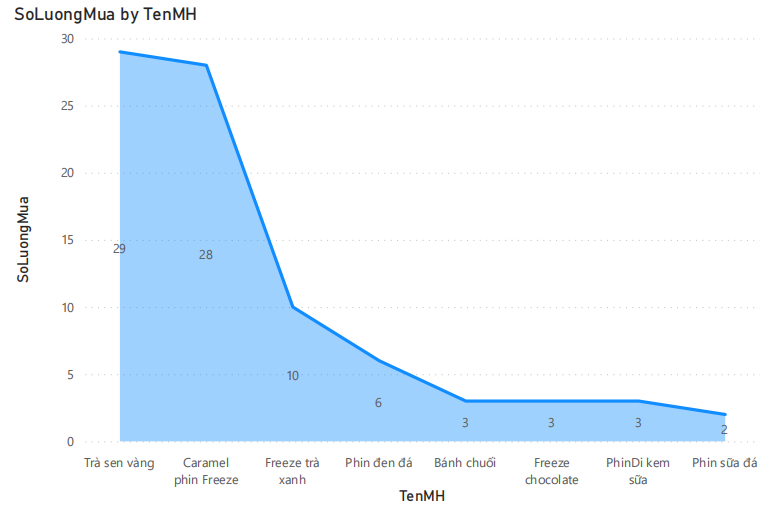 SoLuongMua by TenMH
30
25
20
15
10
5
0
SoLuongMua
29
28
10
6
3
3
3
2
Trà sen vàng
Caramel
phin Freeze
Freeze trà
xanh
Phin đen đá
Bánh chuối
Freeze
chocolate
PhinDi kem
sữa
Phin sữa đá
TenMH